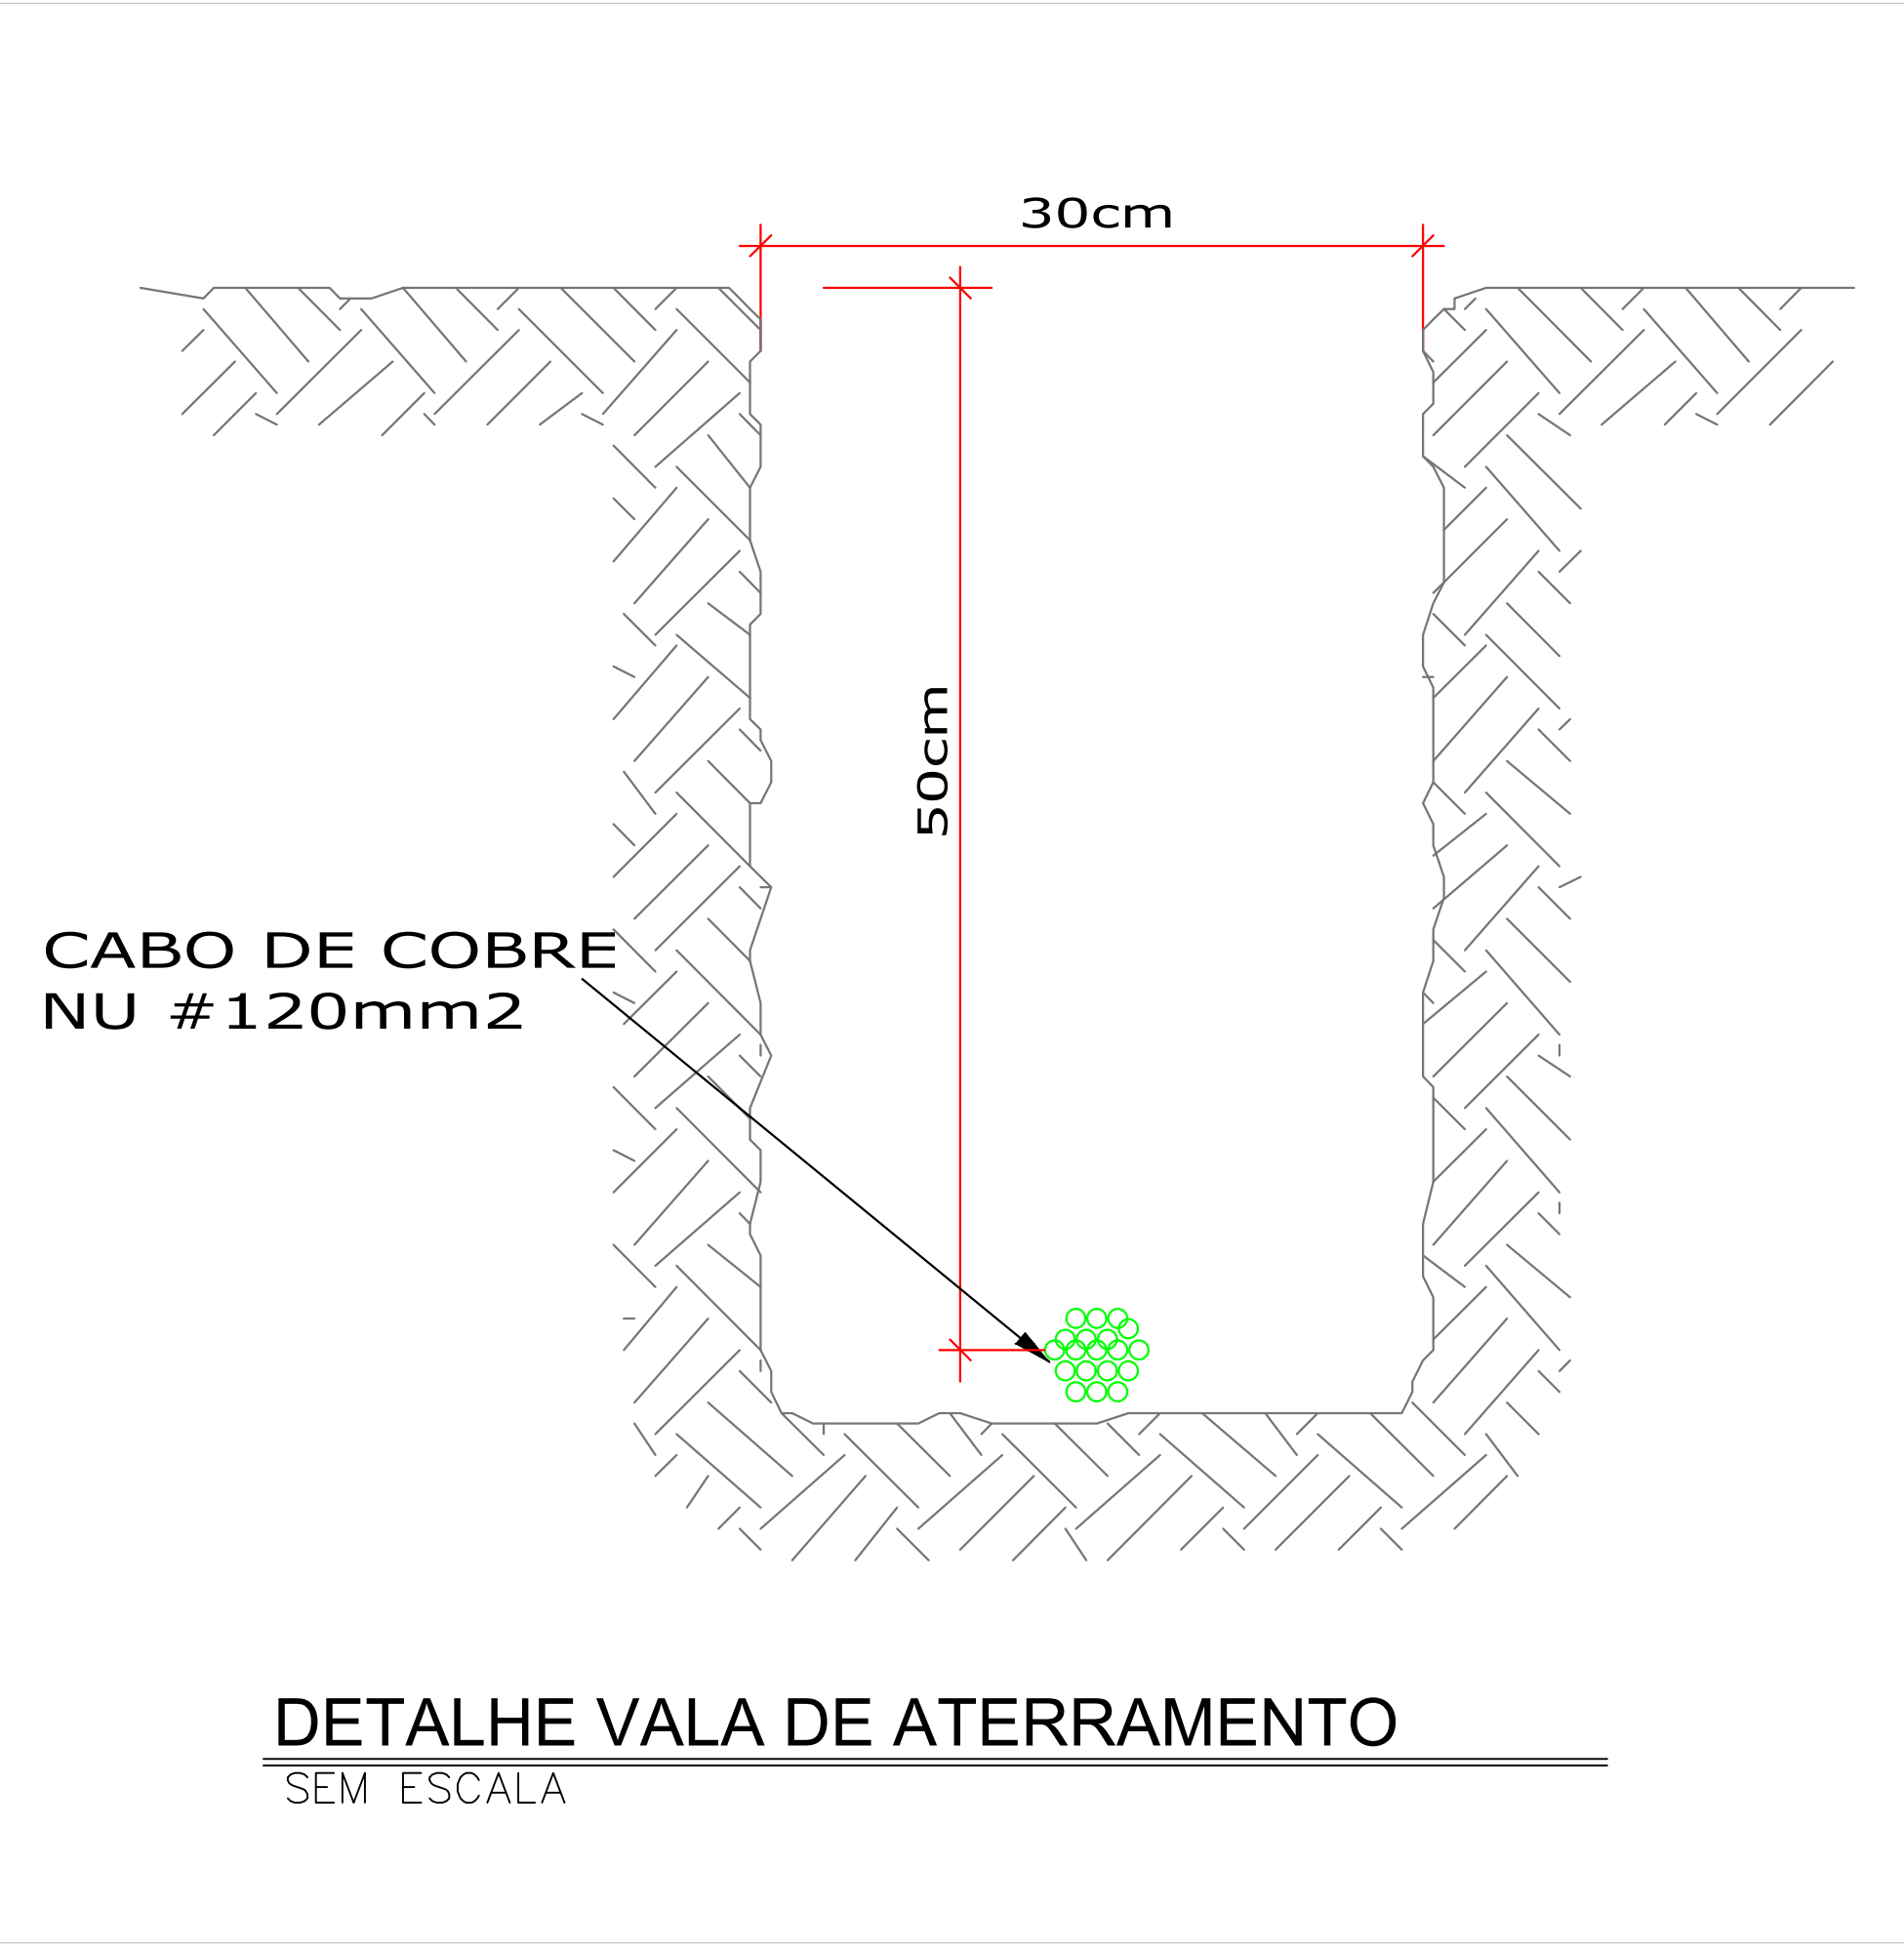 30cm
50cm
CABO DE COBRE
NU #120mm2
DETALHE VALA DE ATERRAMENTO
SEM ESCALA